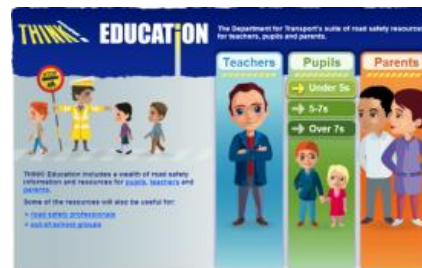 THINK! EDUCATION
The Department for Transport's suite of road safety resources
for teachers, pupils and parents.
Teachers
Pupils
Parents
Under 5s
5-7s
Over 7s
THINK! Education includes a wealth of road safety
information and resources for pupils, teachers and
parents.
Some of the resources will also be useful for:
road safety professionals
out-of-school groups